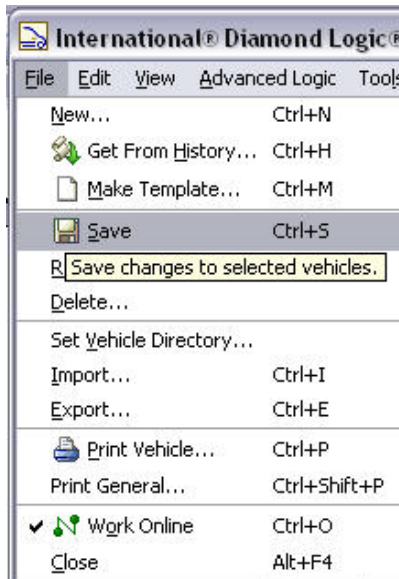 International® Diamond Logic®
File Edit View Advanced Logic Tools
New... Ctrl+N
Get From History... Ctrl+H
Make Template... Ctrl+M
Save Ctrl+S
R
Save changes to selected vehicles.
Delete...
Set Vehicle Directory...
Import... Ctrl+I
Export... Ctrl+E
Print Vehicle... Ctrl+P
Print General... Ctrl+Shift+P
Work Online Ctrl+O
Close Alt+F4